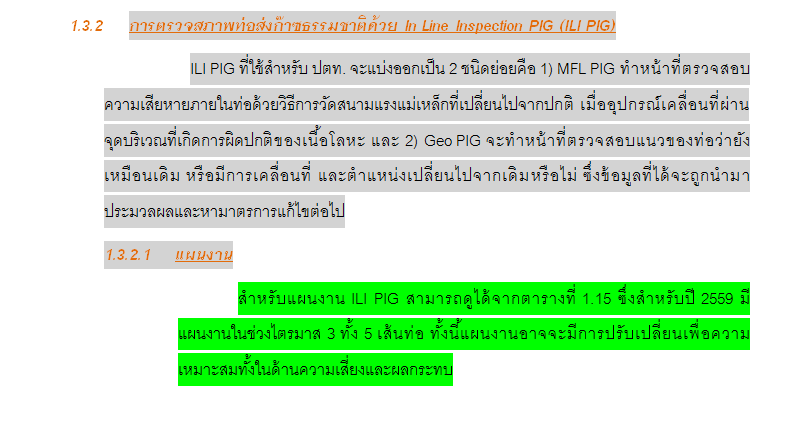 1.3.2 การตรวจสภาพท่อส่งก๊าซธรรมชาติด้วย In Line Inspection PIG (ILI PIG)
ILI PIG ที่ใช้สำหรับ ปตท. จะแบ่งออกเป็น 2 ชนิดย่อยคือ 1) MFL PIG ทำหน้าที่ตรวจสอบ
ความเสียหายภายในท่อด้วยวิธีการวัดสนามแรงแม่เหล็กที่เปลี่ยนไปจากปกติ เมื่ออุปกรณ์เคลื่อนที่ผ่าน
จุดบริเวณที่เกิดการผิดปกติของเนื้อโลหะ และ 2) Geo PIG จะทำหน้าที่ตรวจสอบแนวของท่อว่ายัง
เหมือนเดิม หรือมีการเคลื่อนที่ และตำแหน่งเปลี่ยนไปจากเดิมหรือไม่ ซึ่งข้อมูลที่ได้จะถูกนำมา
ประมวลผลและหามาตรการแก้ไขต่อไป
1.3.2.1 แผนงาน
สำหรับแผนงาน ILI PIG สามารถดูได้จากตารางที่ 1.15 ซึ่งสำหรับปี 2559 มี
แผนงานในช่วงไตรมาส 3 ทั้ง 5 เส้นท่อ ทั้งนี้แผนงานอาจจะมีการปรับเปลี่ยนเพื่อความ
เหมาะสมทั้งในด้านความเสี่ยงและผลกระทบ